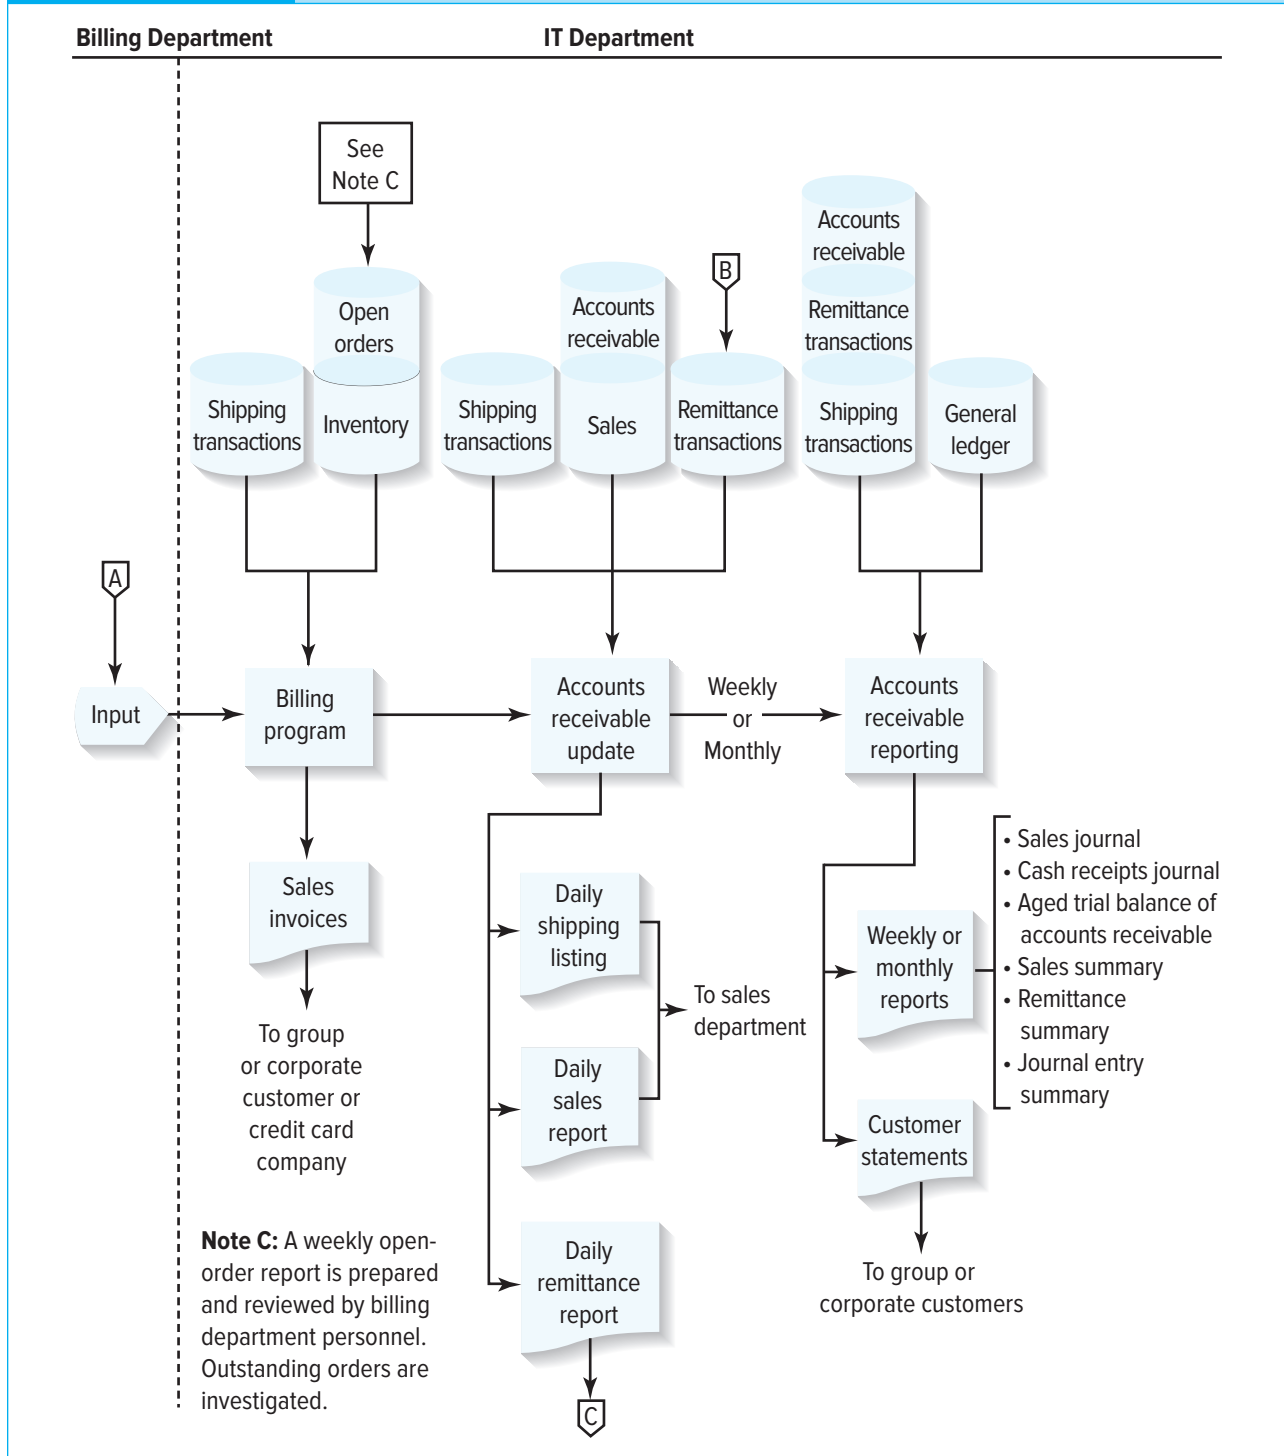 Billing Department
IT Department
See
Note C
Open
orders
Inventory
Shipping
transactions
Accounts
receivable
Sales
Shipping
transactions
B
Remittance
transactions
Accounts
receivable
Remittance
transactions
Shipping
transactions
General
ledger
A
Input
Billing
program
Accounts
receivable
update
Weekly
or
Monthly
Accounts
receivable
reporting
Sales
invoices
To group
or corporate
customer or
credit card
company
Daily
shipping
listing
Daily
sales
report
To sales
department
Daily
remittance
report
C
Weekly or
monthly
reports
• Sales journal
• Cash receipts journal
• Aged trial balance of
accounts receivable
• Sales summary
• Remittance
summary
• Journal entry
summary
Customer
statements
To group or
corporate customers
Note C: A weekly open-
order report is prepared
and reviewed by billing
department personnel.
Outstanding orders are
investigated.